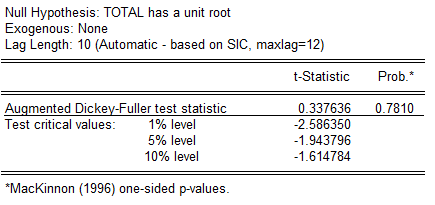 Null Hypothesis: TOTAL has a unit root
Exogenous: None
Lag Length: 10 (Automatic - based on SIC, maxlag=12)
t-Statistic Prob.*
Augmented Dickey-Fuller test statistic 0.337636 0.7810
Test critical values: 1% level -2.586350
5% level -1.943796
10% level -1.614784
*MacKinnon (1996) one-sided p-values.